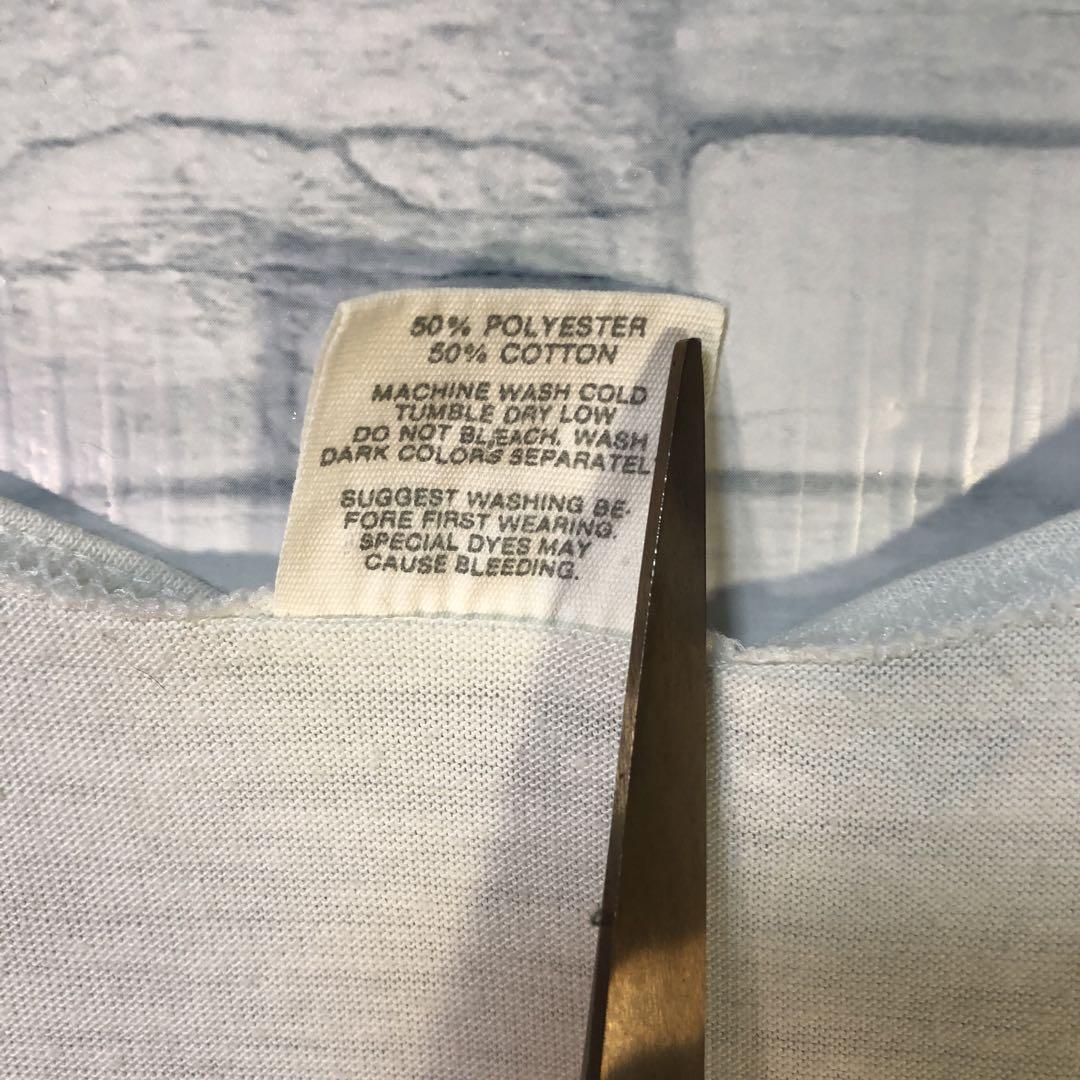 50% POLYESTER
50% COTTON
MACHINE WASH COLD
TUMBLE DRY LOW
DO NOT BLEACH, WASH
DARK COLORS SEPARATEL
SUGGEST WASHING BE-
FORE FIRST WEARING.
SPECIAL DYES MAY
CAUSE BLEEDING.